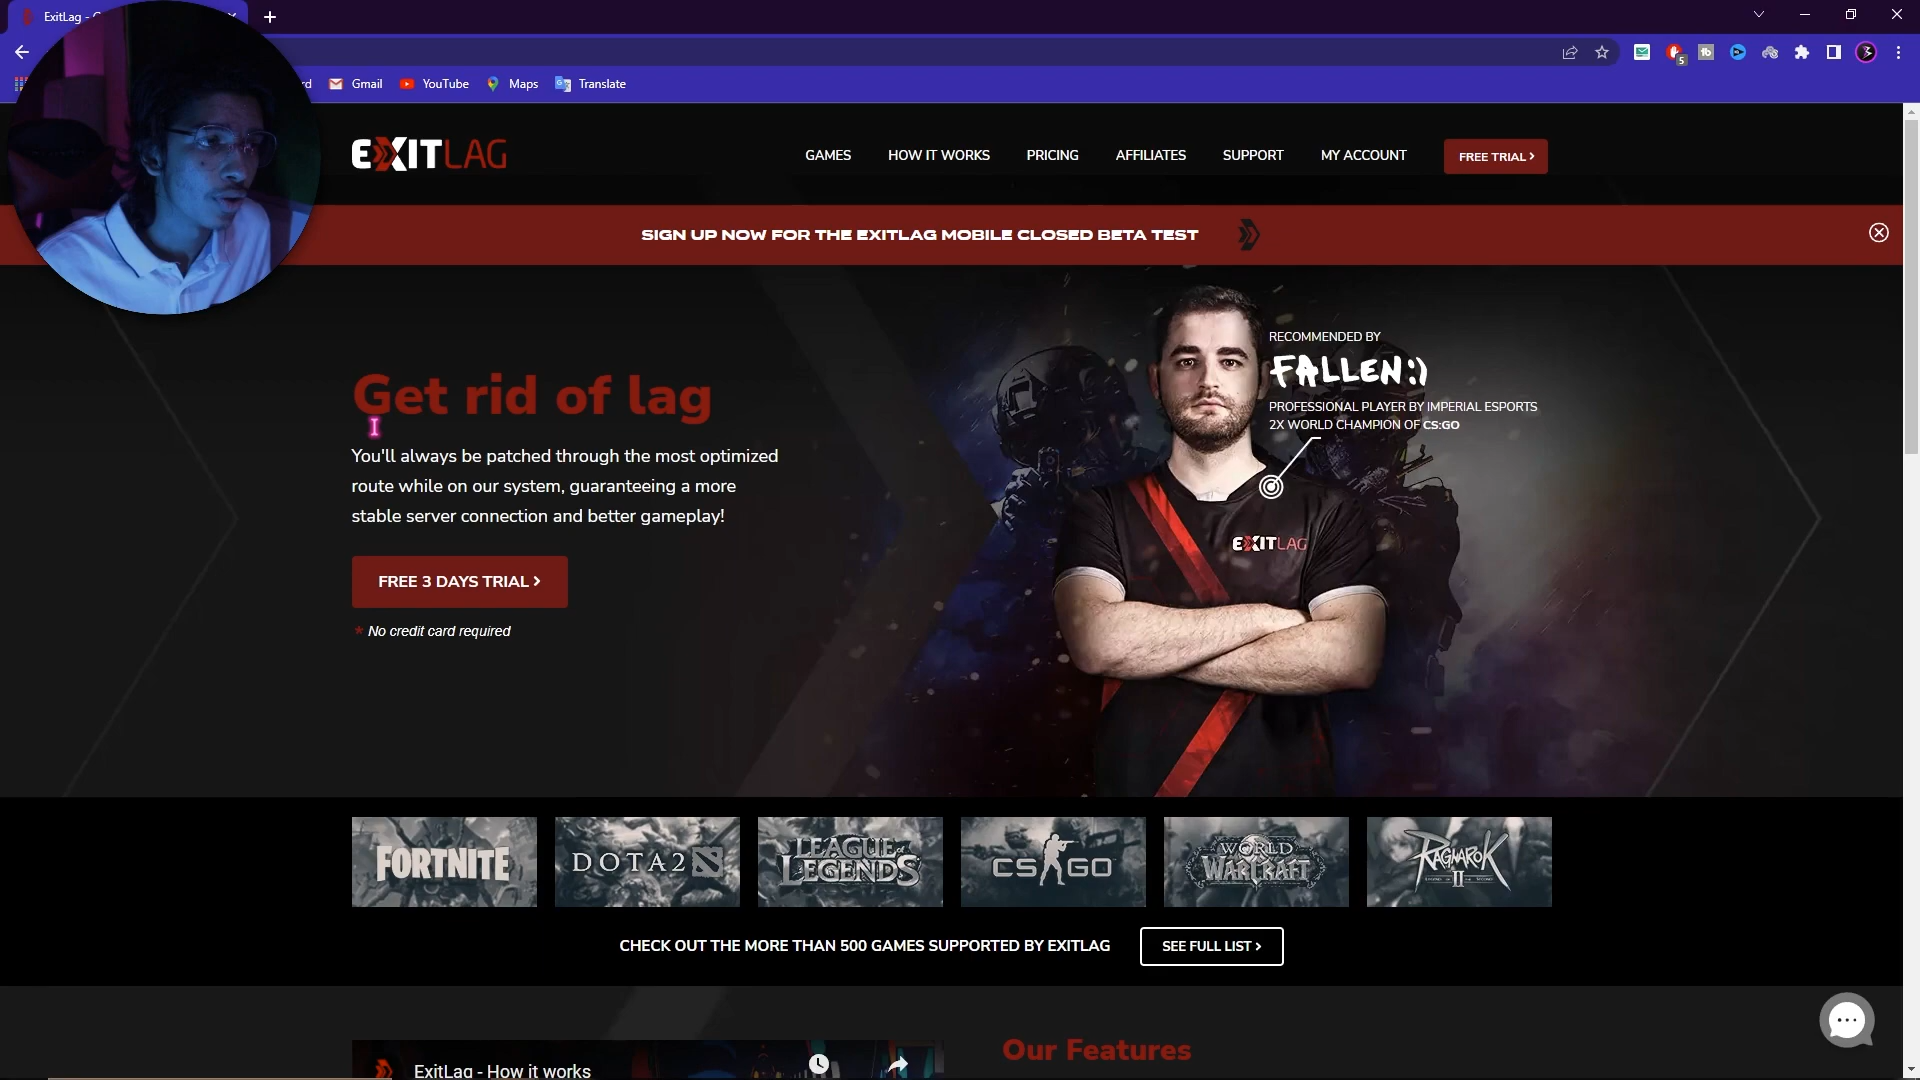 ExitLag -
Gmail YouTube Maps Translate
5
EXITLAG
GAMES HOW IT WORKS PRICING AFFILIATES SUPPORT MY ACCOUNT FREE TRIAL
SIGN UP NOW FOR THE EXITLAG MOBILE CLOSED BETA TEST
RECOMMENDED BY
FALLEN:)
PROFESSIONAL PLAYER BY IMPERIAL ESPORTS
2X WORLD CHAMPION OF CS:GO
Get rid of lag
You'll always be patched through the most optimized
route while on our system, guaranteeing a more
stable server connection and better gameplay!
EXITLAG
FREE 3 DAYS TRIAL
* No credit card required
FORTNITE
DOTA 2
LEAGUE of LEGENDS
CS GO
WORLD WARCRAFT
RAGNAROK II
CHECK OUT THE MORE THAN 500 GAMES SUPPORTED BY EXITLAG
SEE FULL LIST
Our Features
ExitLag - How it works